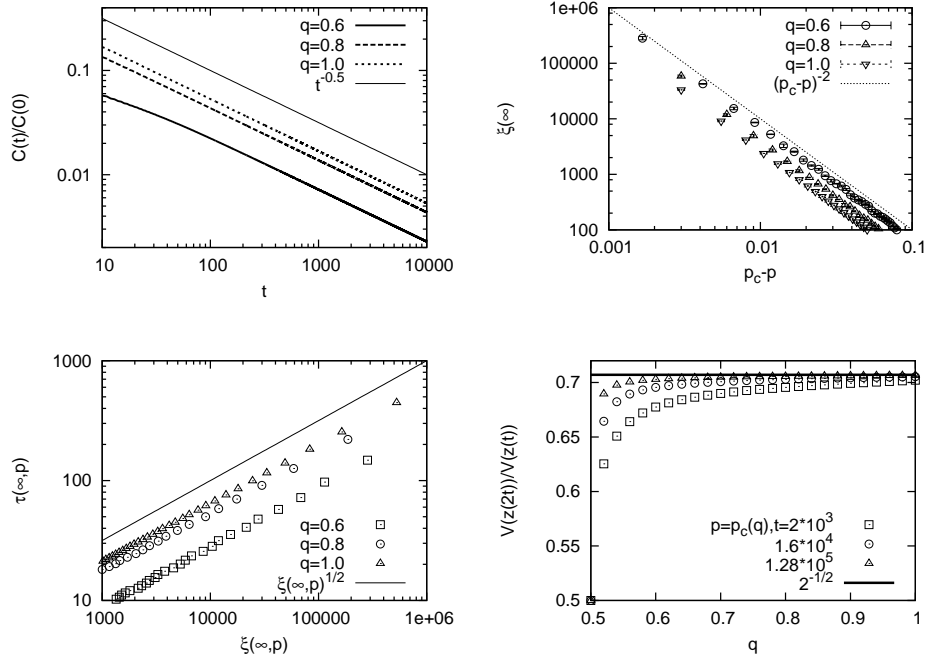 C(t)/C(0)
0.1
0.01
10 100 1000 10000
t
q=0.6
q=0.8
q=1.0
t^-0.5
ξ(∞)
1e+06
100000
10000
1000
100
0.001 0.01 0.1
p_c-p
q=0.6
q=0.8
q=1.0
(p_c-p)^-2
τ(∞,p)
1000
100
10
1000 10000 100000 1e+06
ξ(∞,p)
q=0.6
q=0.8
q=1.0
ξ(∞,p)^1/2
V(z(2t))/V(z(t))
0.7
0.65
0.6
0.55
0.5
0.5 0.6 0.7 0.8 0.9 1
q
p=p_c(q),t=2*10^3
1.6*10^4
1.28*10^5
2^-1/2